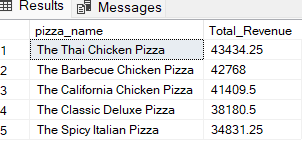 Results Messages
pizza_name Total_Revenue
1 The Thai Chicken Pizza 43434.25
2 The Barbecue Chicken Pizza 42768
3 The California Chicken Pizza 41409.5
4 The Classic Deluxe Pizza 38180.5
5 The Spicy Italian Pizza 34831.25